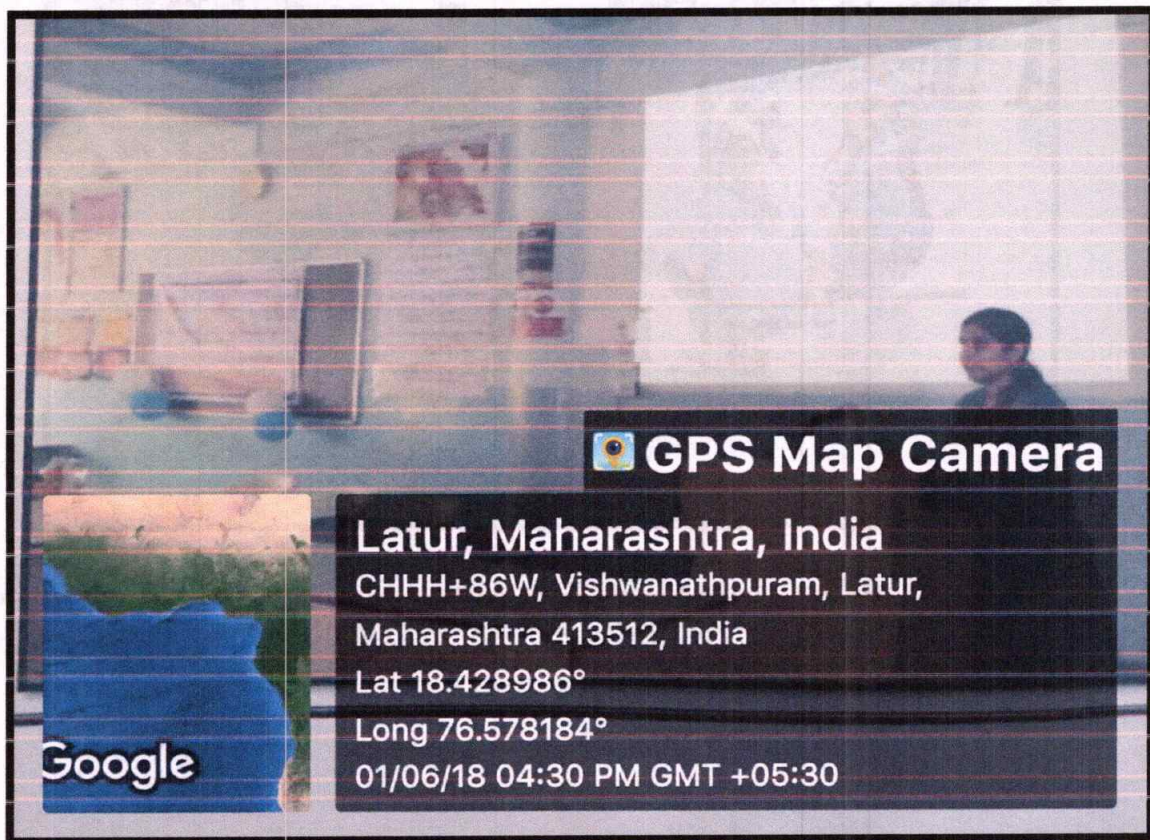 GPS Map Camera
Latur, Maharashtra, India
CHHH+86W, Vishwanathpuram, Latur,
Maharashtra 413512, India
Lat 18.428986°
Long 76.578184°
01/06/18 04:30 PM GMT +05:30
Google